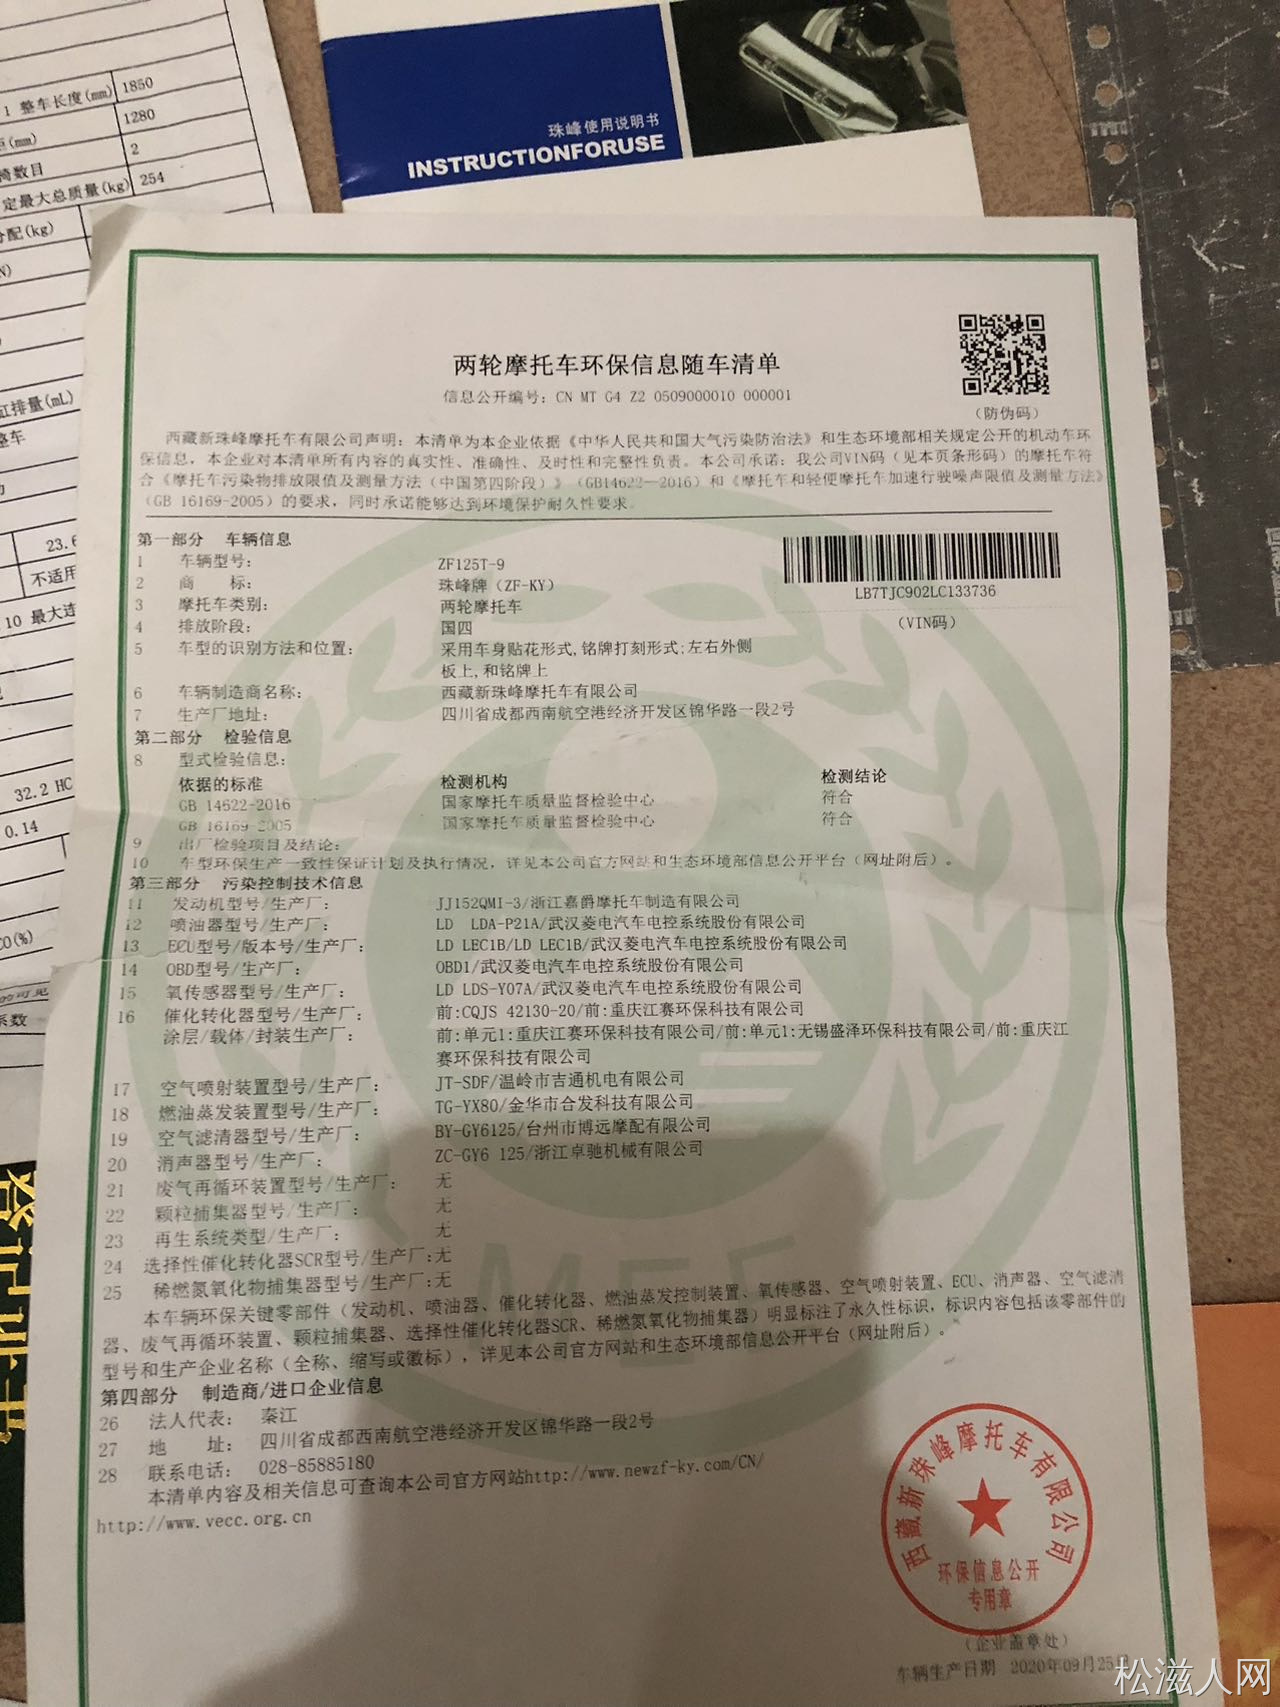 1 整车长度(mm) 1850
(mm) 1280
椅数目 2
定最大总质量(kg) 254
分配(kg)
缸排量(mL)
整车
23.6
不适用
10 最大连
32.2 HC
0.14
CO(%)
的可见
系数
珠峰使用说明书
INSTRUCTIONFORUSE
两轮摩托车环保信息随车清单
信息公开编号：CN MT G4 Z2 0509000010 000001
（防伪码）
西藏新珠峰摩托车有限公司声明：本清单为本企业依据《中华人民共和国大气污染防治法》和生态环境部相关规定公开的机动车环
保信息，本企业对本清单所有内容的真实性、准确性、及时性和完整性负责。本公司承诺：我公司VIN码（见本页条形码）的摩托车符
合《摩托车污染物排放限值及测量方法（中国第四阶段）》（GB14622—2016）和《摩托车和轻便摩托车加速行驶噪声限值及测量方法》
（GB 16169-2005）的要求，同时承诺能够达到环境保护耐久性要求。
第一部分 车辆信息
1 车辆型号： ZF125T-9
2 商 标： 珠峰牌（ZF-KY）
3 摩托车类别： 两轮摩托车
4 排放阶段： 国四
5 车型的识别方法和位置： 采用车身贴花形式,铭牌打刻形式;左右外侧
板上,和铭牌上
LB7TJC902LC133736
（VIN码）
6 车辆制造商名称： 西藏新珠峰摩托车有限公司
7 生产厂地址： 四川省成都西南航空港经济开发区锦华路一段2号
第二部分 检验信息
8 型式检验信息：
依据的标准 检测机构 检测结论
GB 14622-2016 国家摩托车质量监督检验中心 符合
GB 16169-2005 国家摩托车质量监督检验中心 符合
9 出厂检验项目及结论：
10 车型环保生产一致性保证计划及执行情况，详见本公司官方网站和生态环境部信息公开平台（网址附后）。
第三部分 污染控制技术信息
11 发动机型号/生产厂： JJ152QMI-3/浙江嘉爵摩托车制造有限公司
12 喷油器型号/生产厂： LD LDA-P21A/武汉菱电汽车电控系统股份有限公司
13 ECU型号/版本号/生产厂： LD LEC1B/LD LEC1B/武汉菱电汽车电控系统股份有限公司
14 OBD型号/生产厂： OBD1/武汉菱电汽车电控系统股份有限公司
15 氧传感器型号/生产厂： LD LDS-Y07A/武汉菱电汽车电控系统股份有限公司
16 催化转化器型号/生产厂： 前:CQJS 42130-20/前:重庆江赛环保科技有限公司
涂层/载体/封装生产厂： 前:单元1:重庆江赛环保科技有限公司/前:单元1:无锡盛泽环保科技有限公司/前:重庆江
赛环保科技有限公司
17 空气喷射装置型号/生产厂： JT-SDF/温岭市吉通机电有限公司
18 燃油蒸发装置型号/生产厂： TG-YX80/金华市合发科技有限公司
19 空气滤清器型号/生产厂： BY-GY6125/台州市博远摩配有限公司
20 消声器型号/生产厂： ZC-GY6 125/浙江卓驰机械有限公司
21 废气再循环装置型号/生产厂： 无
22 颗粒捕集器型号/生产厂： 无
23 再生系统类型/生产厂： 无
24 选择性催化转化器SCR型号/生产厂：无
25 稀燃氮氧化物捕集器型号/生产厂：无
本车辆环保关键零部件（发动机、喷油器、催化转化器、燃油蒸发控制装置、氧传感器、空气喷射装置、ECU、消声器、空气滤清
器、废气再循环装置、颗粒捕集器、选择性催化转化器SCR、稀燃氮氧化物捕集器）明显标注了永久性标识，标识内容包括该零部件的
型号和生产企业名称（全称、缩写或徽标），详见本公司官方网站和生态环境部信息公开平台（网址附后）。
第四部分 制造商/进口企业信息
26 法人代表： 秦江
27 地 址： 四川省成都西南航空港经济开发区锦华路一段2号
28 联系电话： 028-85885180
本清单内容及相关信息可查询本公司官方网站http://www.newzf-ky.com/CN/
http://www.vecc.org.cn
西藏新珠峰摩托车有限公司
环保信息公开
专用章
（企业盖章处）
车辆生产日期 2020年09月25日
MEE
松滋人网